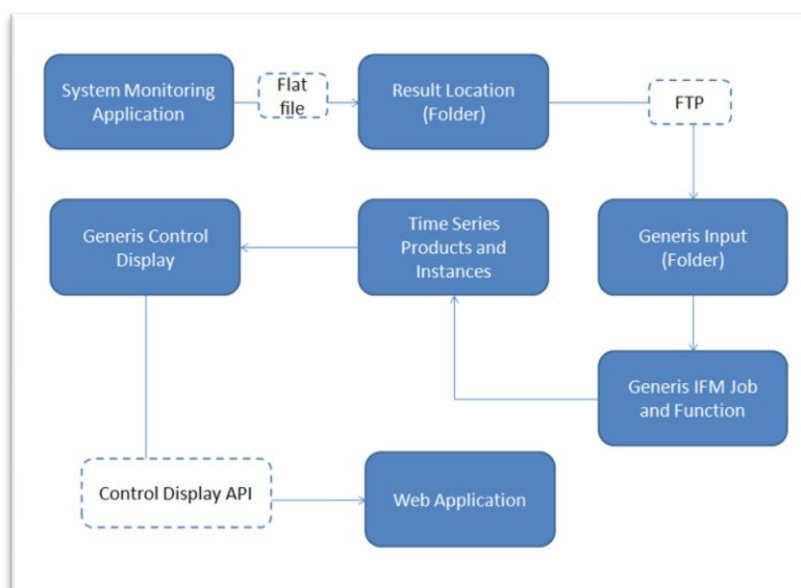 System Monitoring
Application
Flat
file
Result Location
(Folder)
FTP
Generis Control
Display
Time Series
Products and
Instances
Generis Input
(Folder)
Generis IFM Job
and Function
Control Display API
Web Application